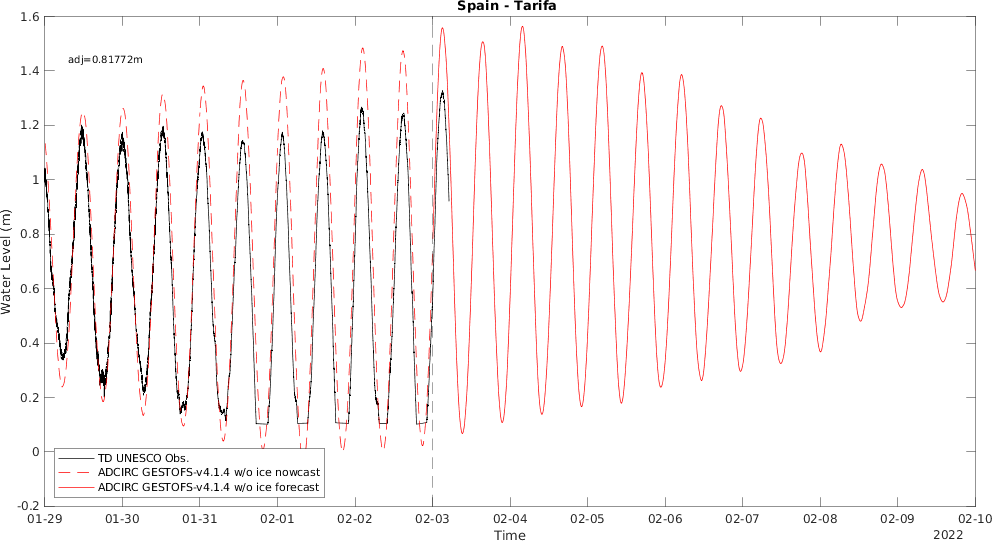 Spain - Tarifa
adj=0.81772m
Water Level (m)
1.6
1.4
1.2
1
0.8
0.6
0.4
0.2
0
-0.2
TD UNESCO Obs.
ADCIRC GESTOFS-v4.1.4 w/o ice nowcast
ADCIRC GESTOFS-v4.1.4 w/o ice forecast
01-29 01-30 01-31 02-01 02-02 02-03 02-04 02-05 02-06 02-07 02-08 02-09 02-10
Time
2022